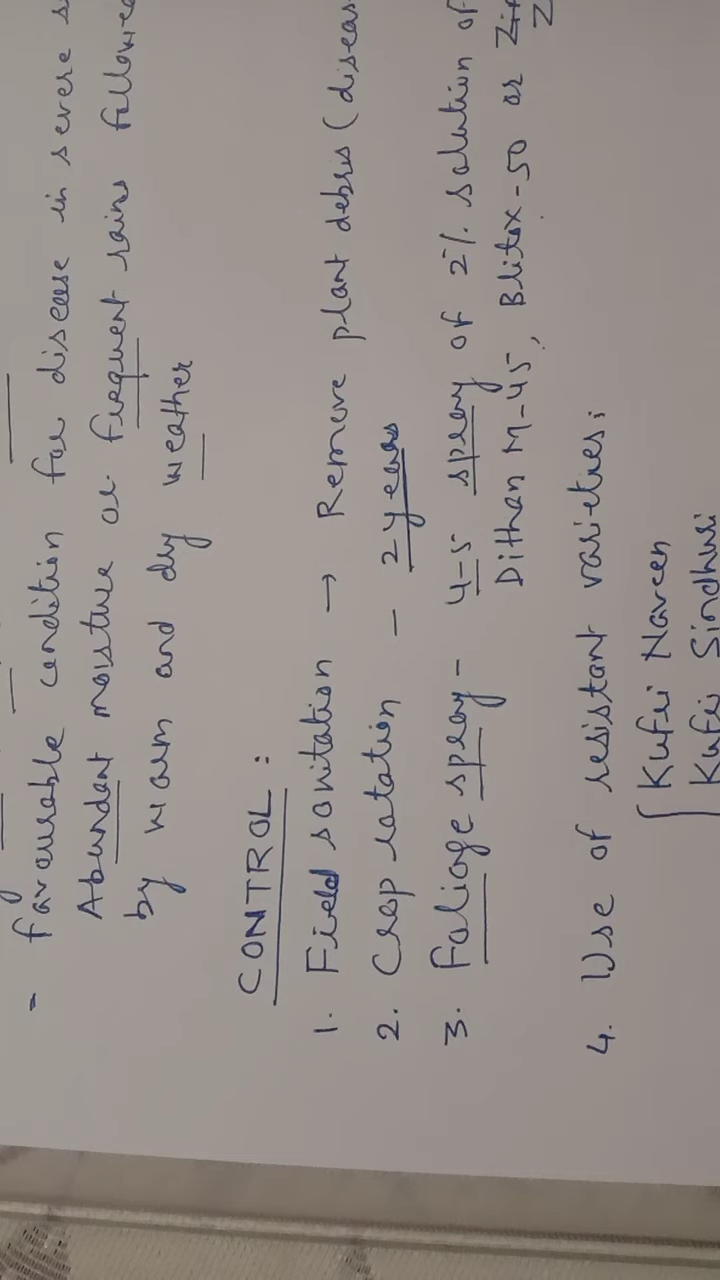 - favourable condition for disease in severe
Abundant moisture or frequent rains followed
by warm and dry weather
CONTROL :
1. Field sanitation → Remove plant debris (diseas
2. Crop rotation - 2 years
3. Foliage spray - 4-5 spray of 2% solution of
Dithan M-45, Blitox-50 or
4. Use of resistant varieties:
Kufri Naveen
Kufri Sindhuri